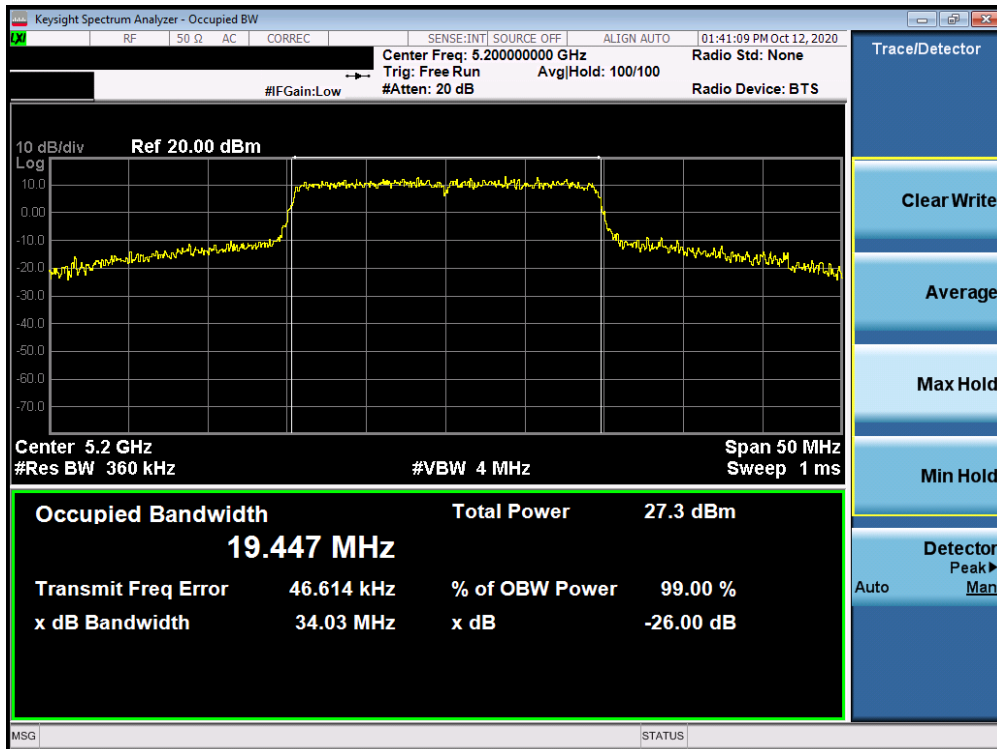 Keysight Spectrum Analyzer - Occupied BW
LXI RF 50 Ω AC CORREC SENSE:INT SOURCE OFF ALIGN AUTO 01:41:09 PM Oct 12, 2020
Center Freq: 5.200000000 GHz Radio Std: None
Trig: Free Run Avg|Hold: 100/100
#IFGain:Low #Atten: 20 dB Radio Device: BTS
10 dB/div Ref 20.00 dBm
Log
10.0
0.00
-10.0
-20.0
-30.0
-40.0
-50.0
-60.0
-70.0
Center 5.2 GHz Span 50 MHz
#Res BW 360 kHz #VBW 4 MHz Sweep 1 ms
Occupied Bandwidth Total Power 27.3 dBm
19.447 MHz
Transmit Freq Error 46.614 kHz % of OBW Power 99.00 %
x dB Bandwidth 34.03 MHz x dB -26.00 dB
MSG STATUS
Trace/Detector
Clear Write
Average
Max Hold
Min Hold
Detector
Peak▶
Auto Man